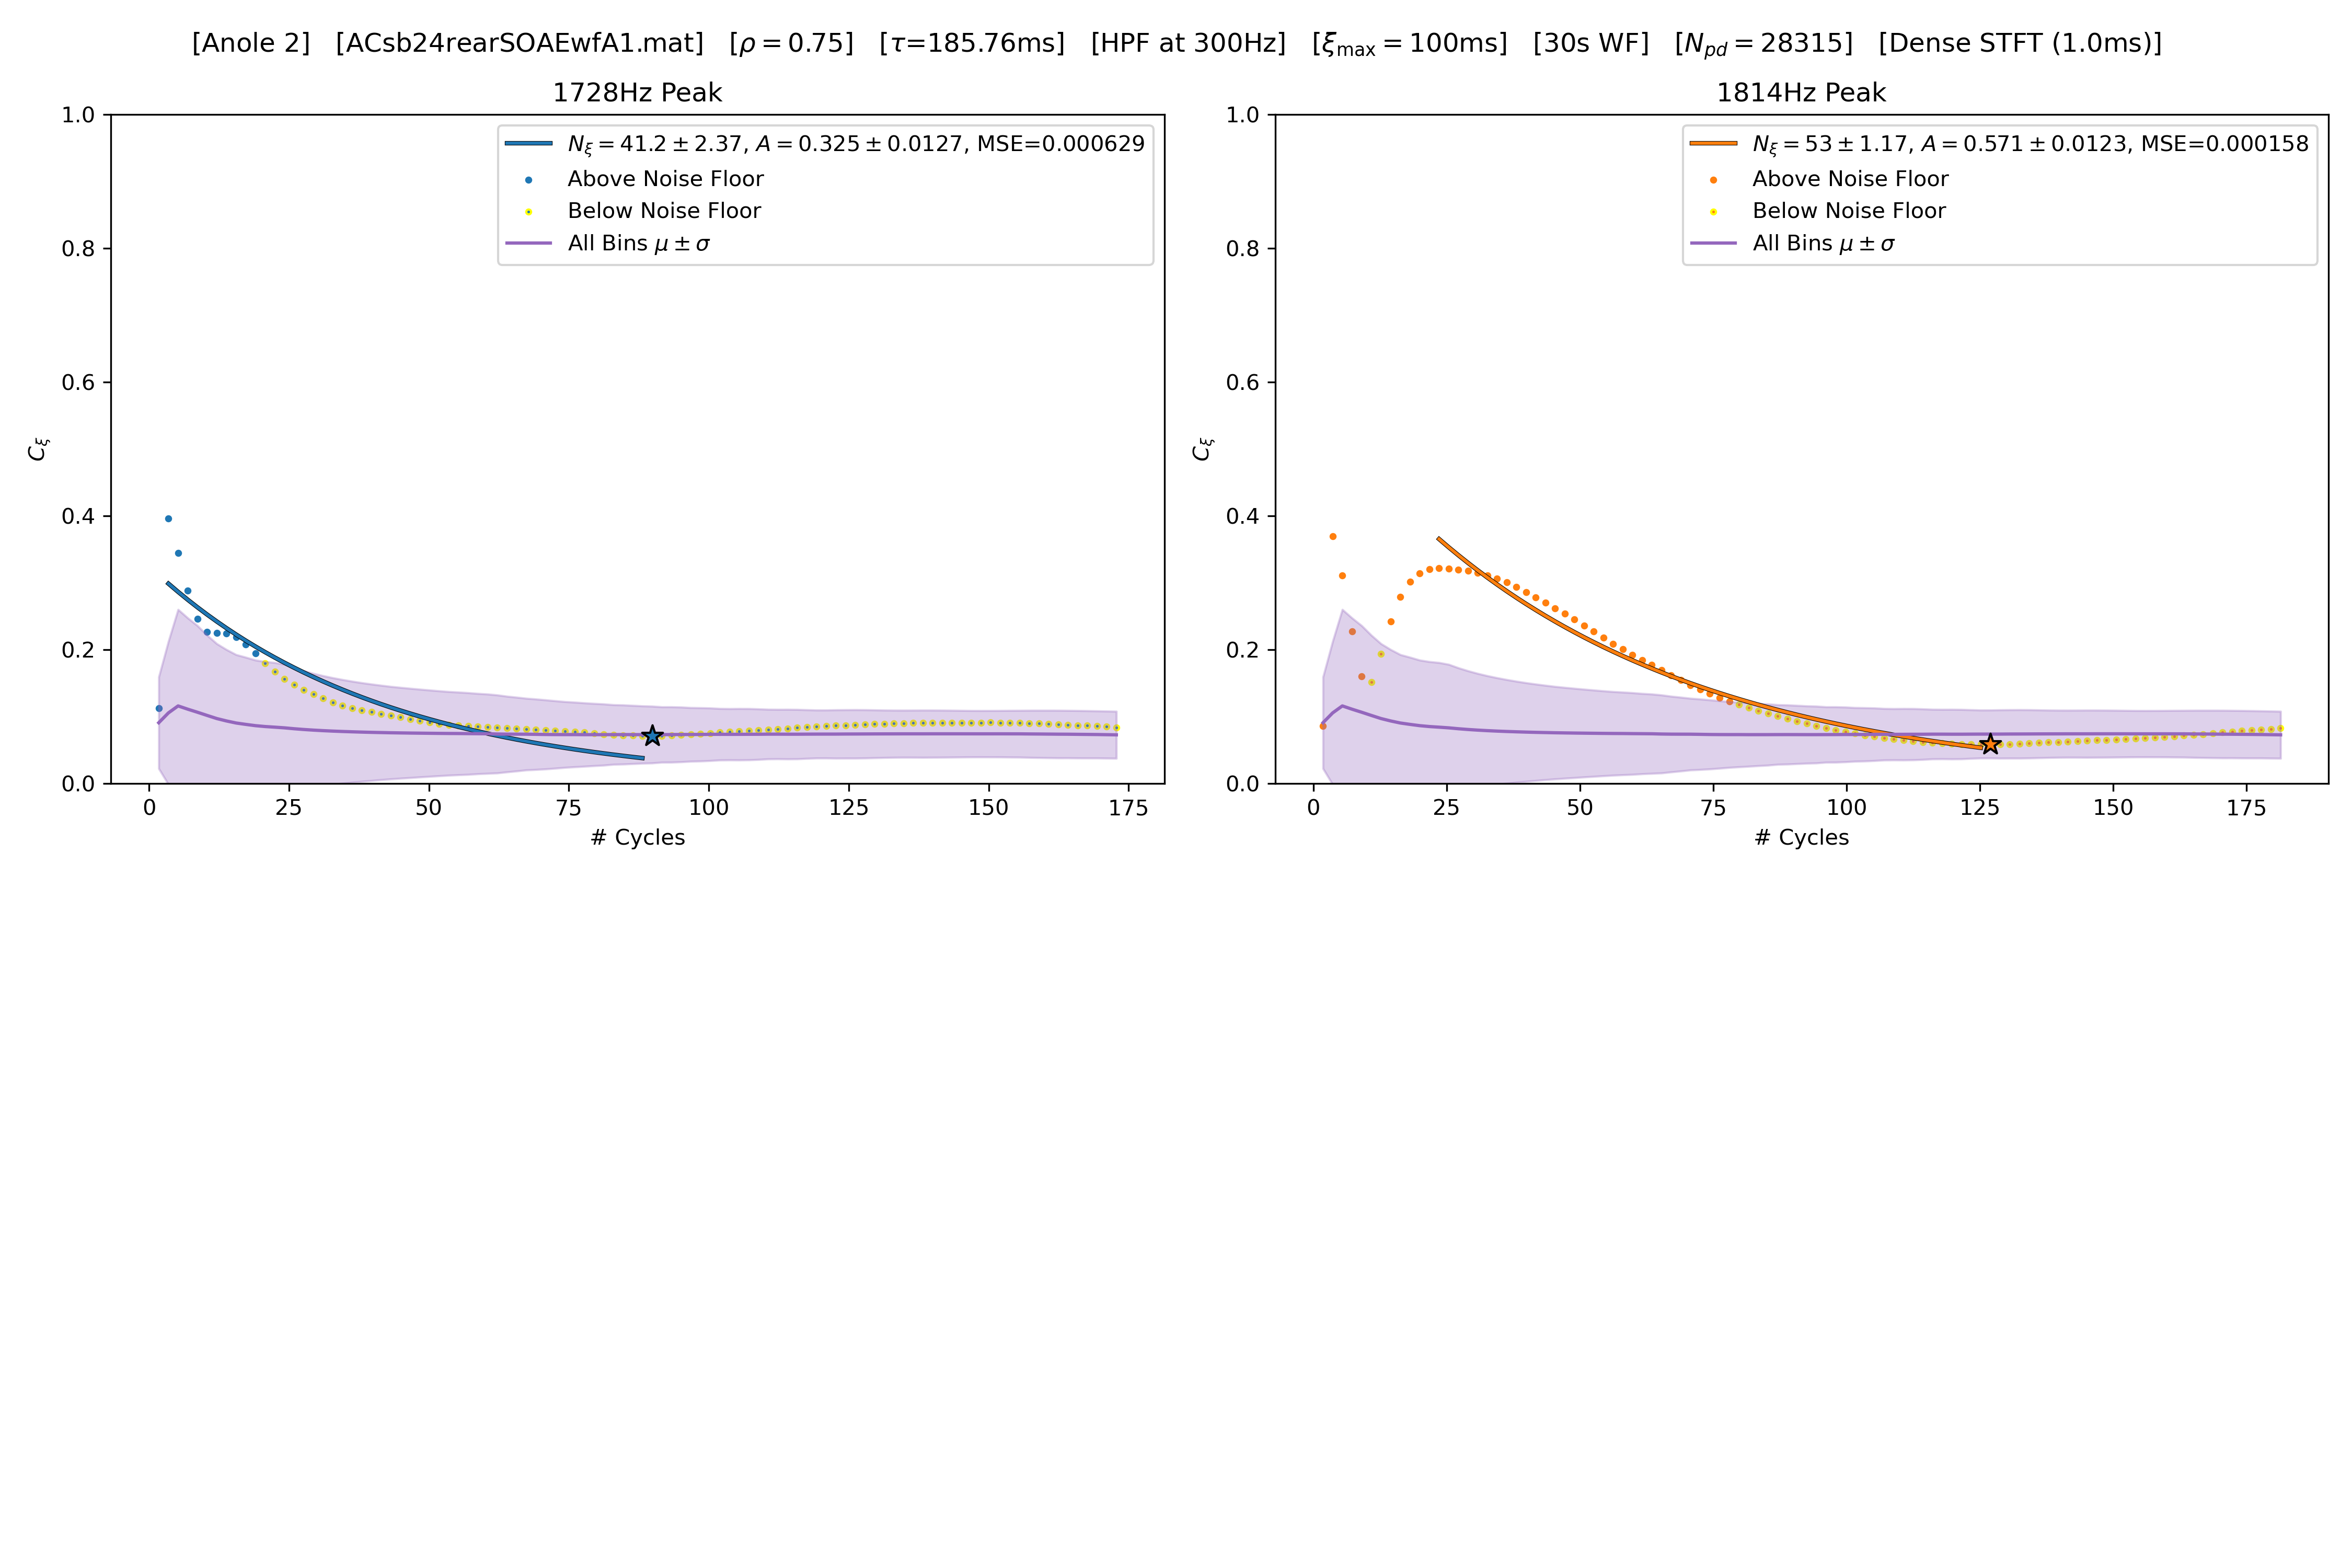 [Anole 2] [ACsb24rearSOAEwfA1.mat] [ρ = 0.75] [τ=185.76ms] [HPF at 300Hz] [ξmax = 100ms] [30s WF] [Npd = 28315] [Dense STFT (1.0ms)]
1728Hz Peak
Nξ = 41.2 ± 2.37, A = 0.325 ± 0.0127, MSE=0.000629
Above Noise Floor
Below Noise Floor
All Bins μ ± σ
1.0
0.8
0.6
0.4
0.2
0.0
Cξ
0 25 50 75 100 125 150 175
# Cycles
1814Hz Peak
Nξ = 53 ± 1.17, A = 0.571 ± 0.0123, MSE=0.000158
Above Noise Floor
Below Noise Floor
All Bins μ ± σ
1.0
0.8
0.6
0.4
0.2
0.0
Cξ
0 25 50 75 100 125 150 175
# Cycles